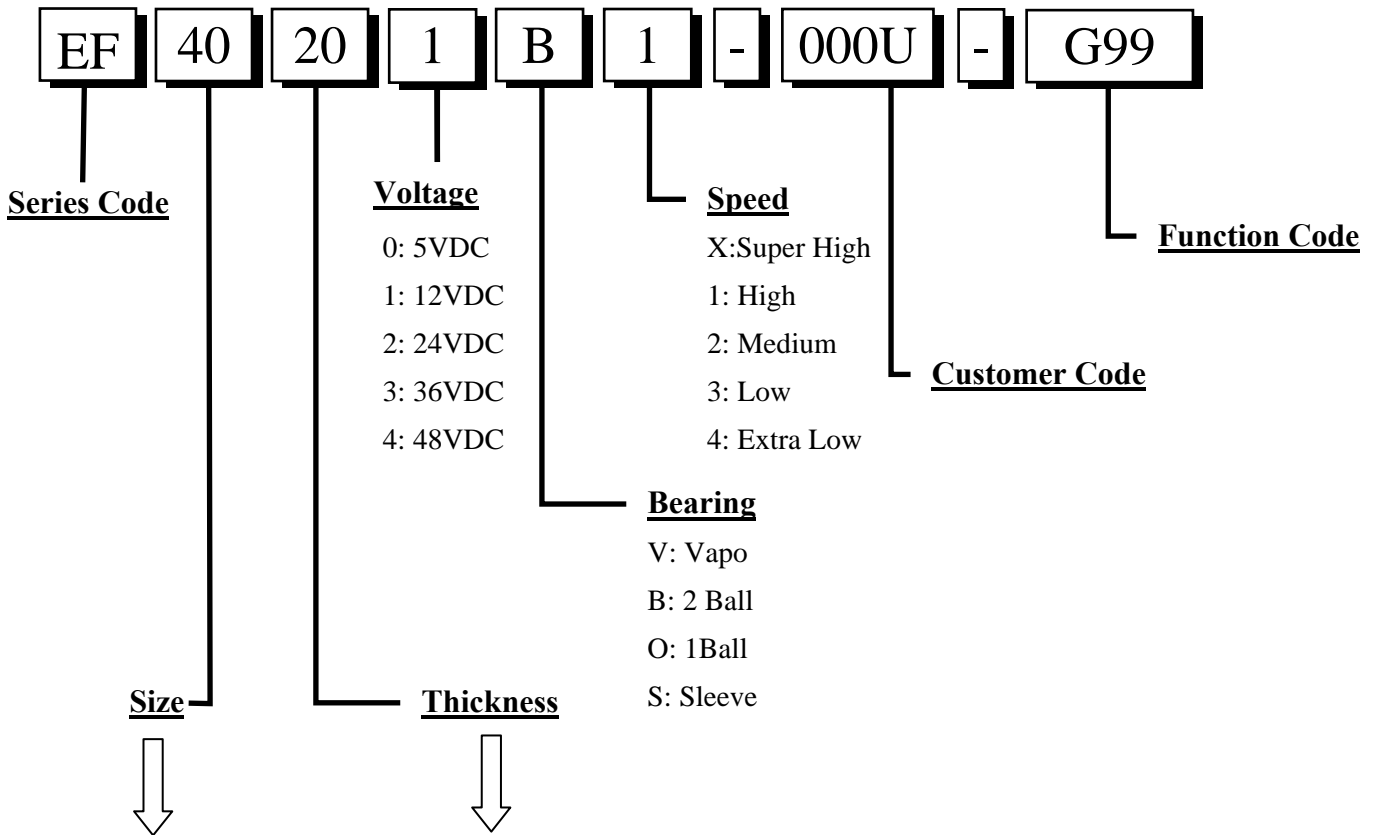 EF 40 20 1 B 1 - 000U - G99
Series Code
Voltage
0: 5VDC
1: 12VDC
2: 24VDC
3: 36VDC
4: 48VDC
Speed
X:Super High
1: High
2: Medium
3: Low
4: Extra Low
Function Code
Customer Code
Bearing
V: Vapo
B: 2 Ball
O: 1Ball
S: Sleeve
Size
Thickness